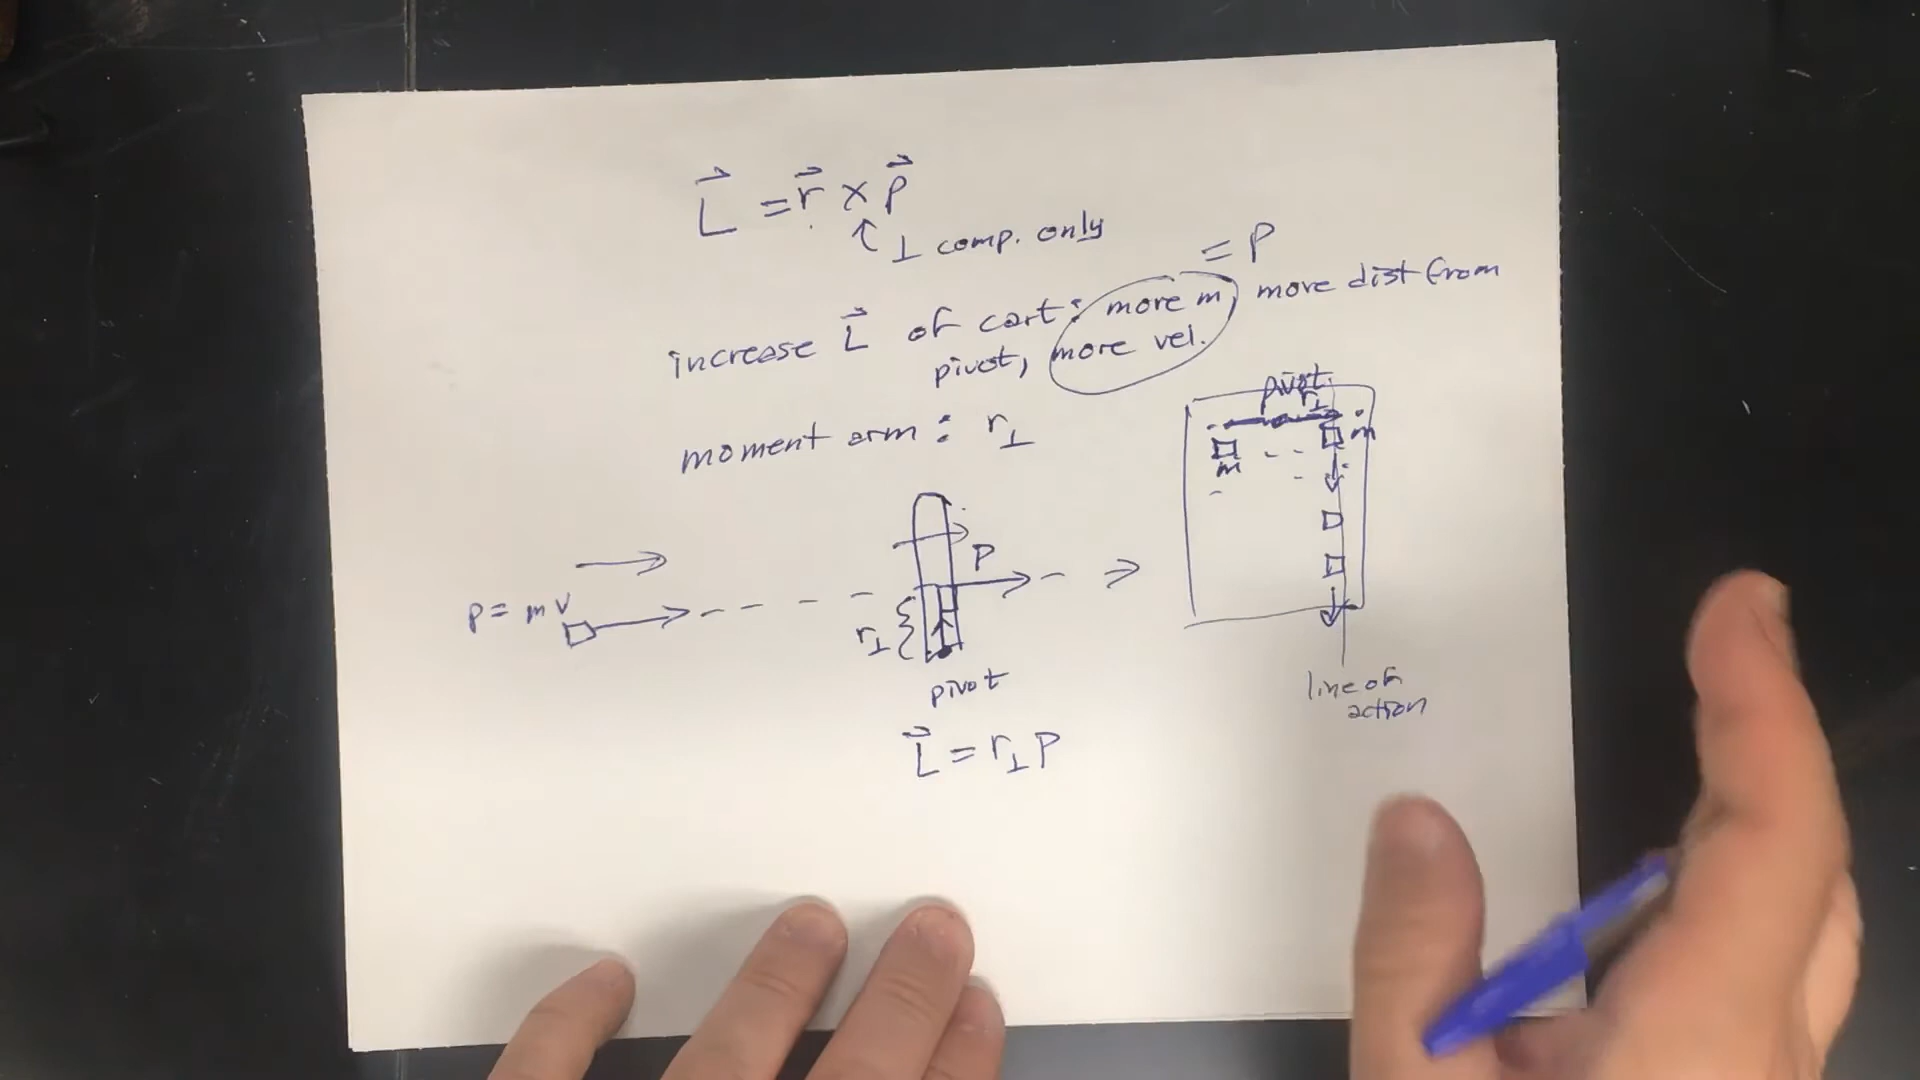 L⃗ = r⃗ × p⃗
⊥ comp. only
= P
increase L⃗ of cart: more m, more dist from
pivot, more vel.
moment arm: r⊥
pivot
r⊥
m
m
P
p = mv
r⊥
pivot
line of
action
L⃗ = r⊥ P